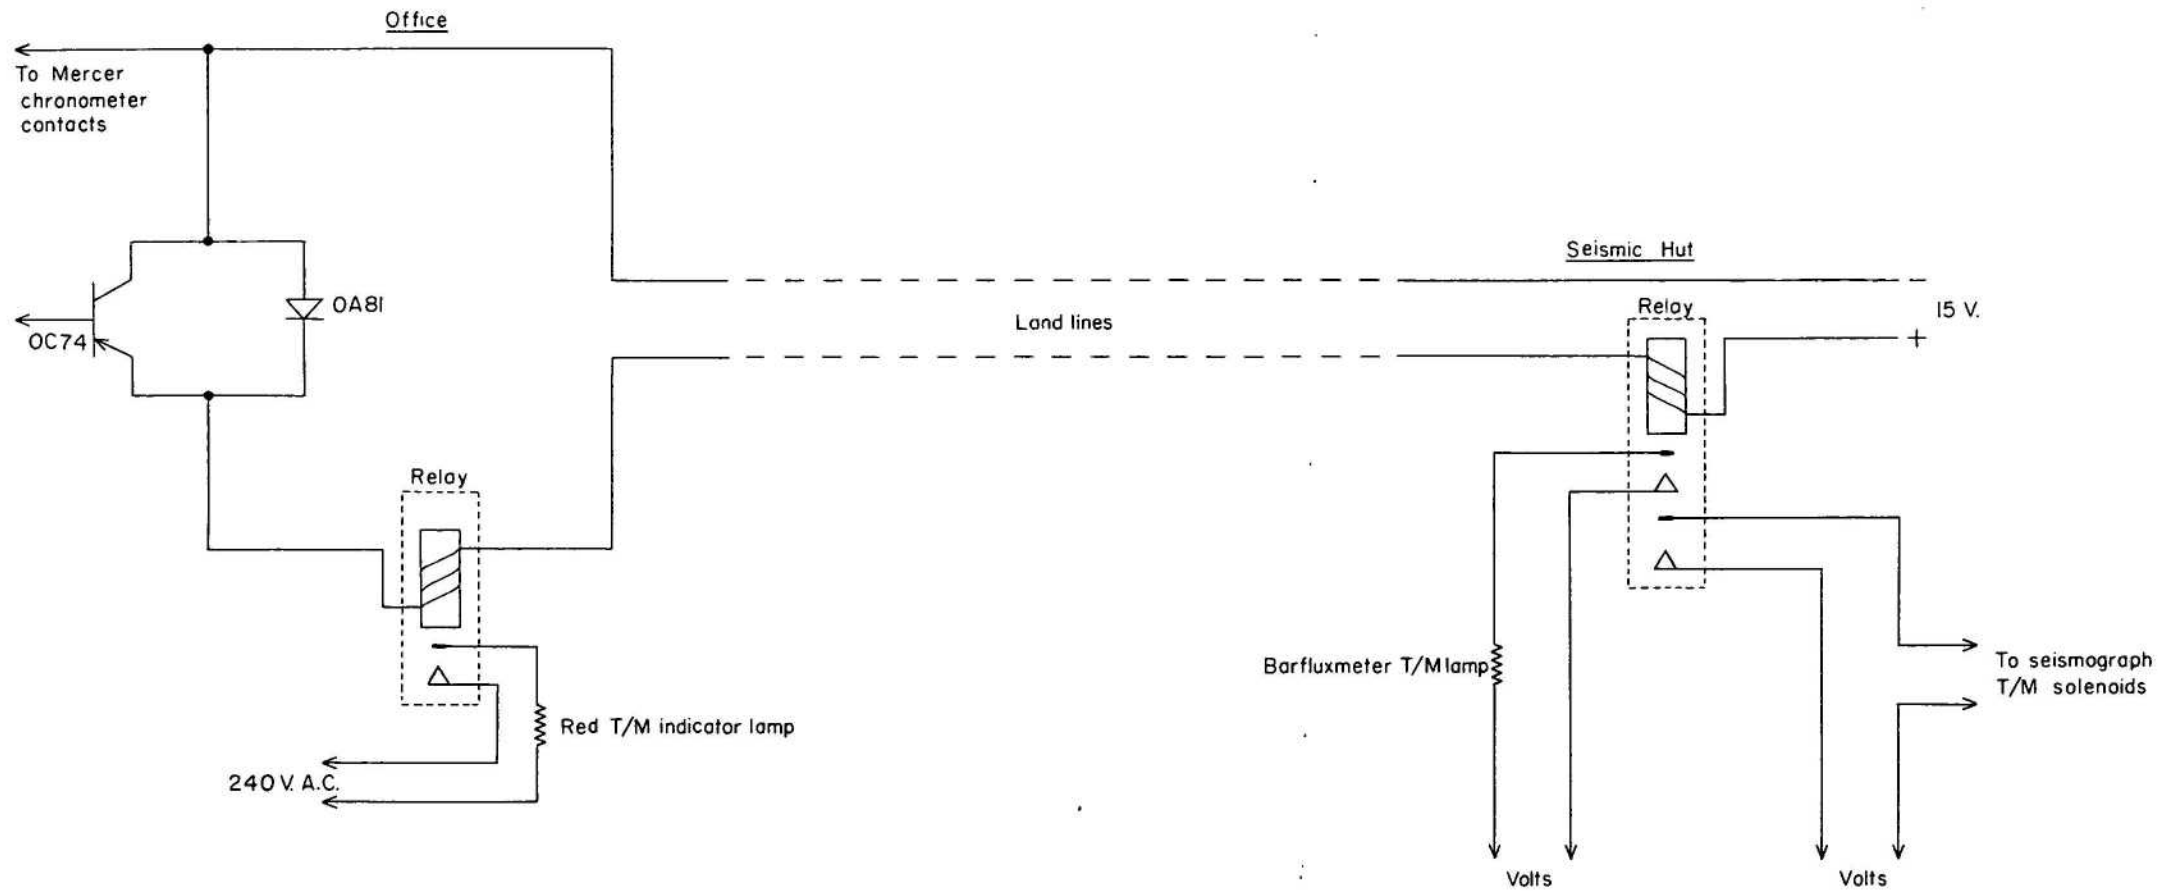 Office
To Mercer
chronometer
contacts
OA81
OC74
Relay
Red T/M indicator lamp
240 V. A.C.
Land lines
Seismic Hut
Relay
15 V.
+
Barfluxmeter T/M lamp
To seismograph
T/M solenoids
Volts
Volts